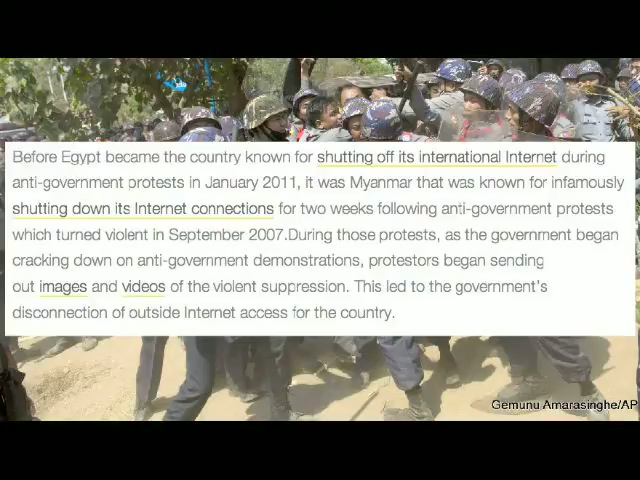 Before Egypt became the country known for shutting off its international Internet during
anti-government protests in January 2011, it was Myanmar that was known for infamously
shutting down its Internet connections for two weeks following anti-government protests
which turned violent in September 2007.During those protests, as the government began
cracking down on anti-government demonstrations, protestors began sending
out images and videos of the violent suppression. This led to the government's
disconnection of outside Internet access for the country.
Gemunu Amarasinghe/AP